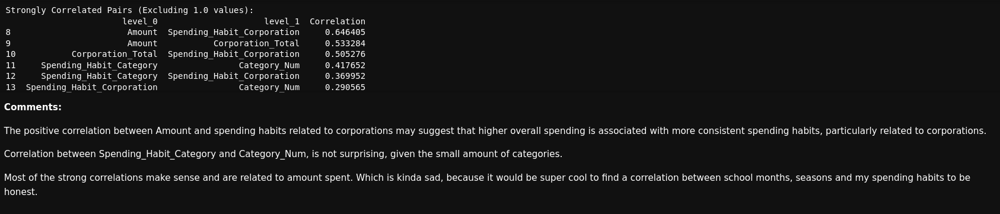 Strongly Correlated Pairs (Excluding 1.0 values):
level_0 level_1 Correlation
8 Amount Spending_Habit_Corporation 0.646405
9 Amount Corporation_Total 0.533284
10 Corporation_Total Spending_Habit_Corporation 0.505276
11 Spending_Habit_Category Category_Num 0.417652
12 Spending_Habit_Category Spending_Habit_Corporation 0.369952
13 Spending_Habit_Corporation Category_Num 0.290565
Comments:
The positive correlation between Amount and spending habits related to corporations may suggest that higher overall spending is associated with more consistent spending habits, particularly related to corporations.
Correlation between Spending_Habit_Category and Category_Num, is not surprising, given the small amount of categories.
Most of the strong correlations make sense and are related to amount spent. Which is kinda sad, because it would be super cool to find a correlation between school months, seasons and my spending habits to be
honest.